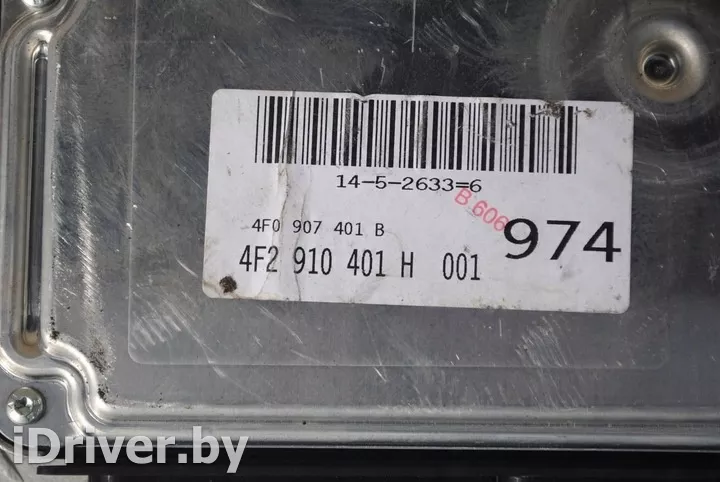 14-5-2633=6
B 606
4F0 907 401 B
974
4F2 910 401 H 001
iDriver.by